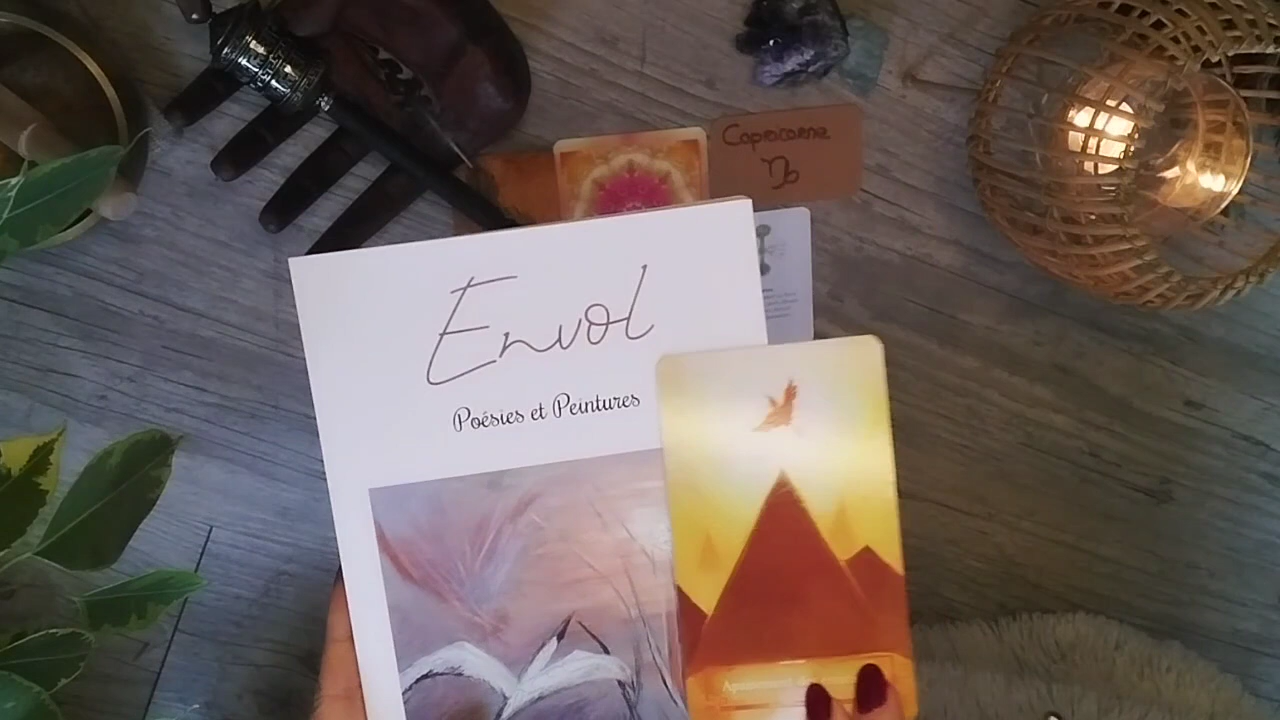 Capricorne
♑
Envol
Poésies et Peintures